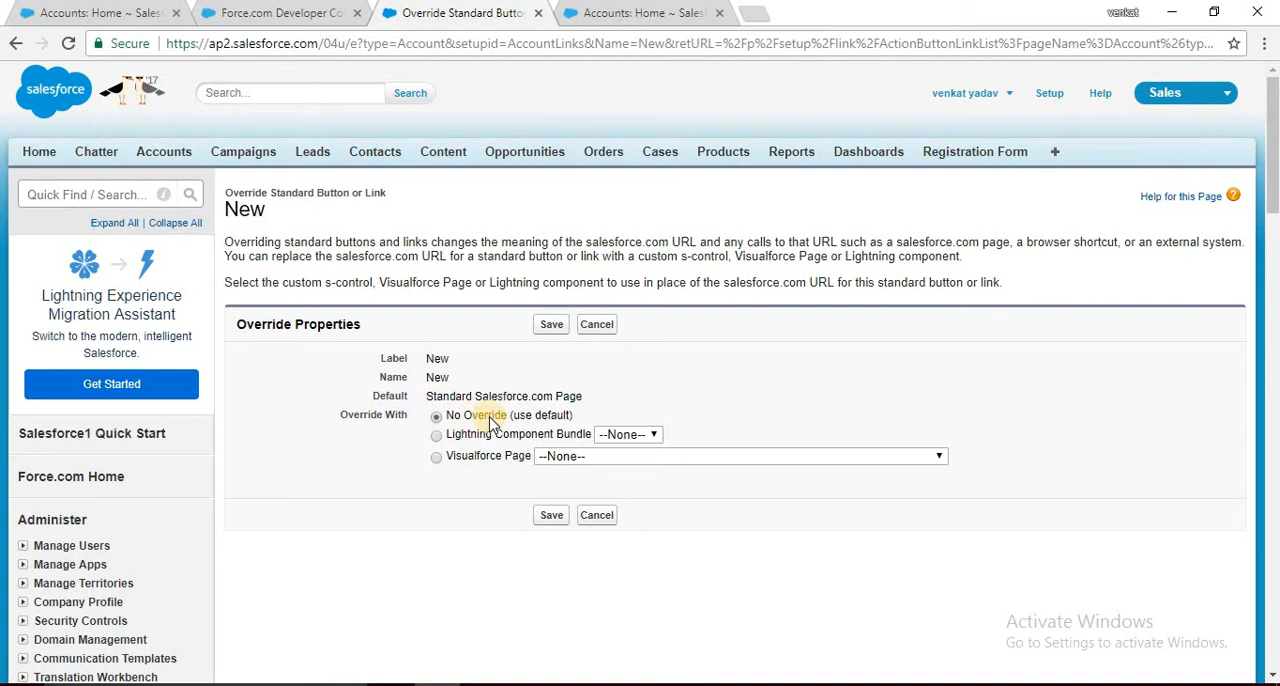 Accounts: Home ~ Sales
Force.com Developer Co
Override Standard Butto
Accounts: Home ~ Sales
venkat
Secure
https://ap2.salesforce.com/04u/e?type=Account&setupid=AccountLinks&Name=New&retURL=%2Fp%2Fsetup%2Flink%2FActionButtonLinkList%3FpageName%3DAccount%26typ...
salesforce
'17
Search...
Search
venkat yadav
Setup
Help
Sales
Home Chatter Accounts Campaigns Leads Contacts Content Opportunities Orders Cases Products Reports Dashboards Registration Form +
Quick Find / Search...
Expand All | Collapse All
Lightning Experience
Migration Assistant
Switch to the modern, intelligent
Salesforce.
Get Started
Salesforce1 Quick Start
Force.com Home
Administer
Manage Users
Manage Apps
Manage Territories
Company Profile
Security Controls
Domain Management
Communication Templates
Translation Workbench
Override Standard Button or Link
New
Help for this Page ?
Overriding standard buttons and links changes the meaning of the salesforce.com URL and any calls to that URL such as a salesforce.com page, a browser shortcut, or an external system.
You can replace the salesforce.com URL for a standard button or link with a custom s-control, Visualforce Page or Lightning component.
Select the custom s-control, Visualforce Page or Lightning component to use in place of the salesforce.com URL for this standard button or link.
Override Properties
Save Cancel
Label New
Name New
Default Standard Salesforce.com Page
Override With No Override (use default)
Lightning Component Bundle --None--
Visualforce Page --None--
Save Cancel
Activate Windows
Go to Settings to activate Windows.